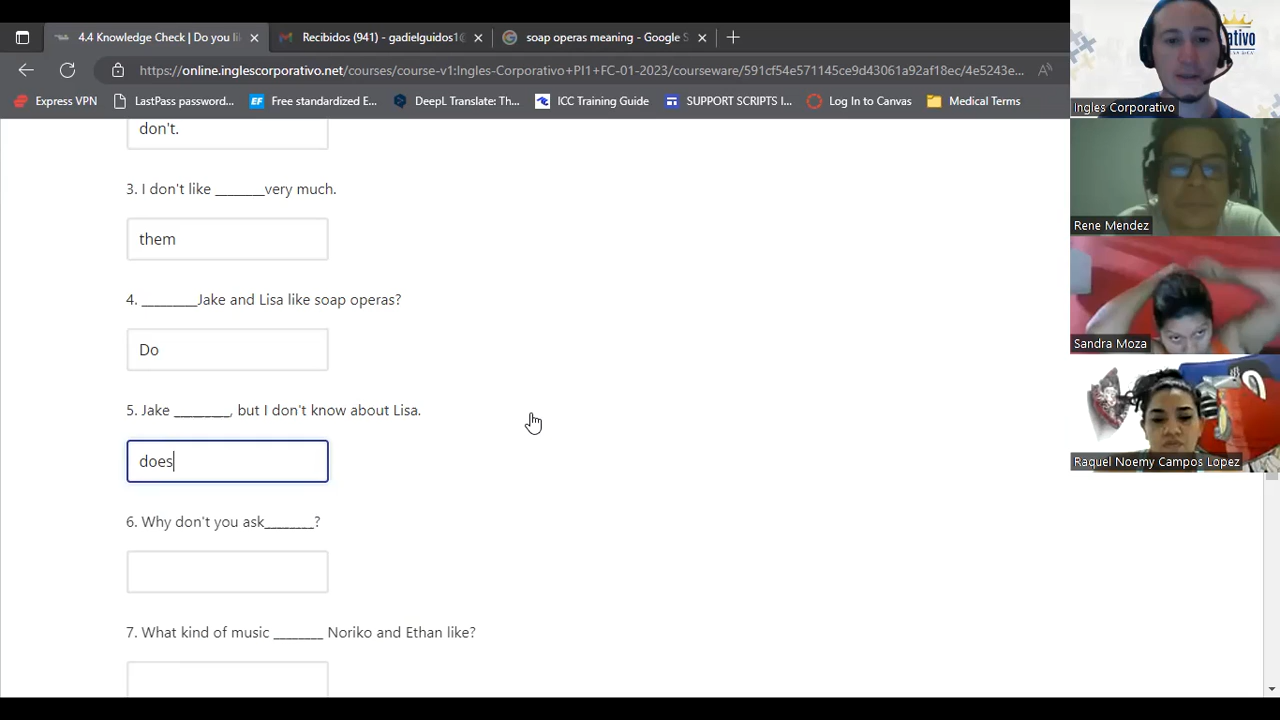 4.4 Knowledge Check | Do you li
Recibidos (941) - gadielguidos1@
soap operas meaning - Google S
https://online.inglescorporativo.net/courses/course-v1:Ingles-Corporativo+PI1+FC-01-2023/courseware/591cf54e571145ce9d43061a92af18ec/4e5243e...
Express VPN
LastPass password...
EF Free standardized E...
DeepL Translate: Th...
ICC Training Guide
SUPPORT SCRIPTS I...
Log In to Canvas
Medical Terms
don't.
3. I don't like ________very much.
them
4. _________Jake and Lisa like soap operas?
Do
5. Jake _________, but I don't know about Lisa.
does
6. Why don't you ask________?
7. What kind of music ________ Noriko and Ethan like?
Ingles Corporativo
Rene Mendez
Sandra Moza
Raquel Noemy Campos Lopez